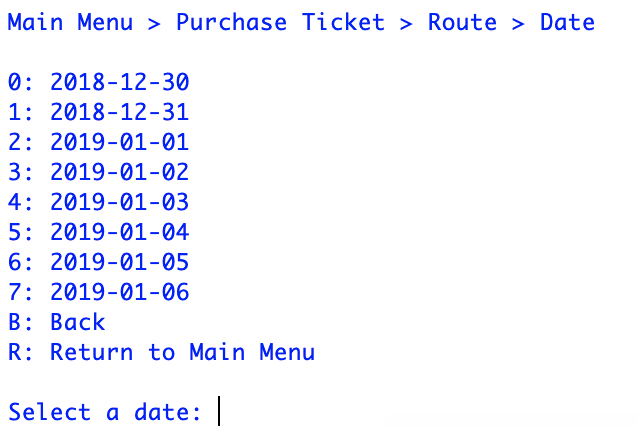 Main Menu > Purchase Ticket > Route > Date
0: 2018-12-30
1: 2018-12-31
2: 2019-01-01
3: 2019-01-02
4: 2019-01-03
5: 2019-01-04
6: 2019-01-05
7: 2019-01-06
B: Back
R: Return to Main Menu
Select a date: